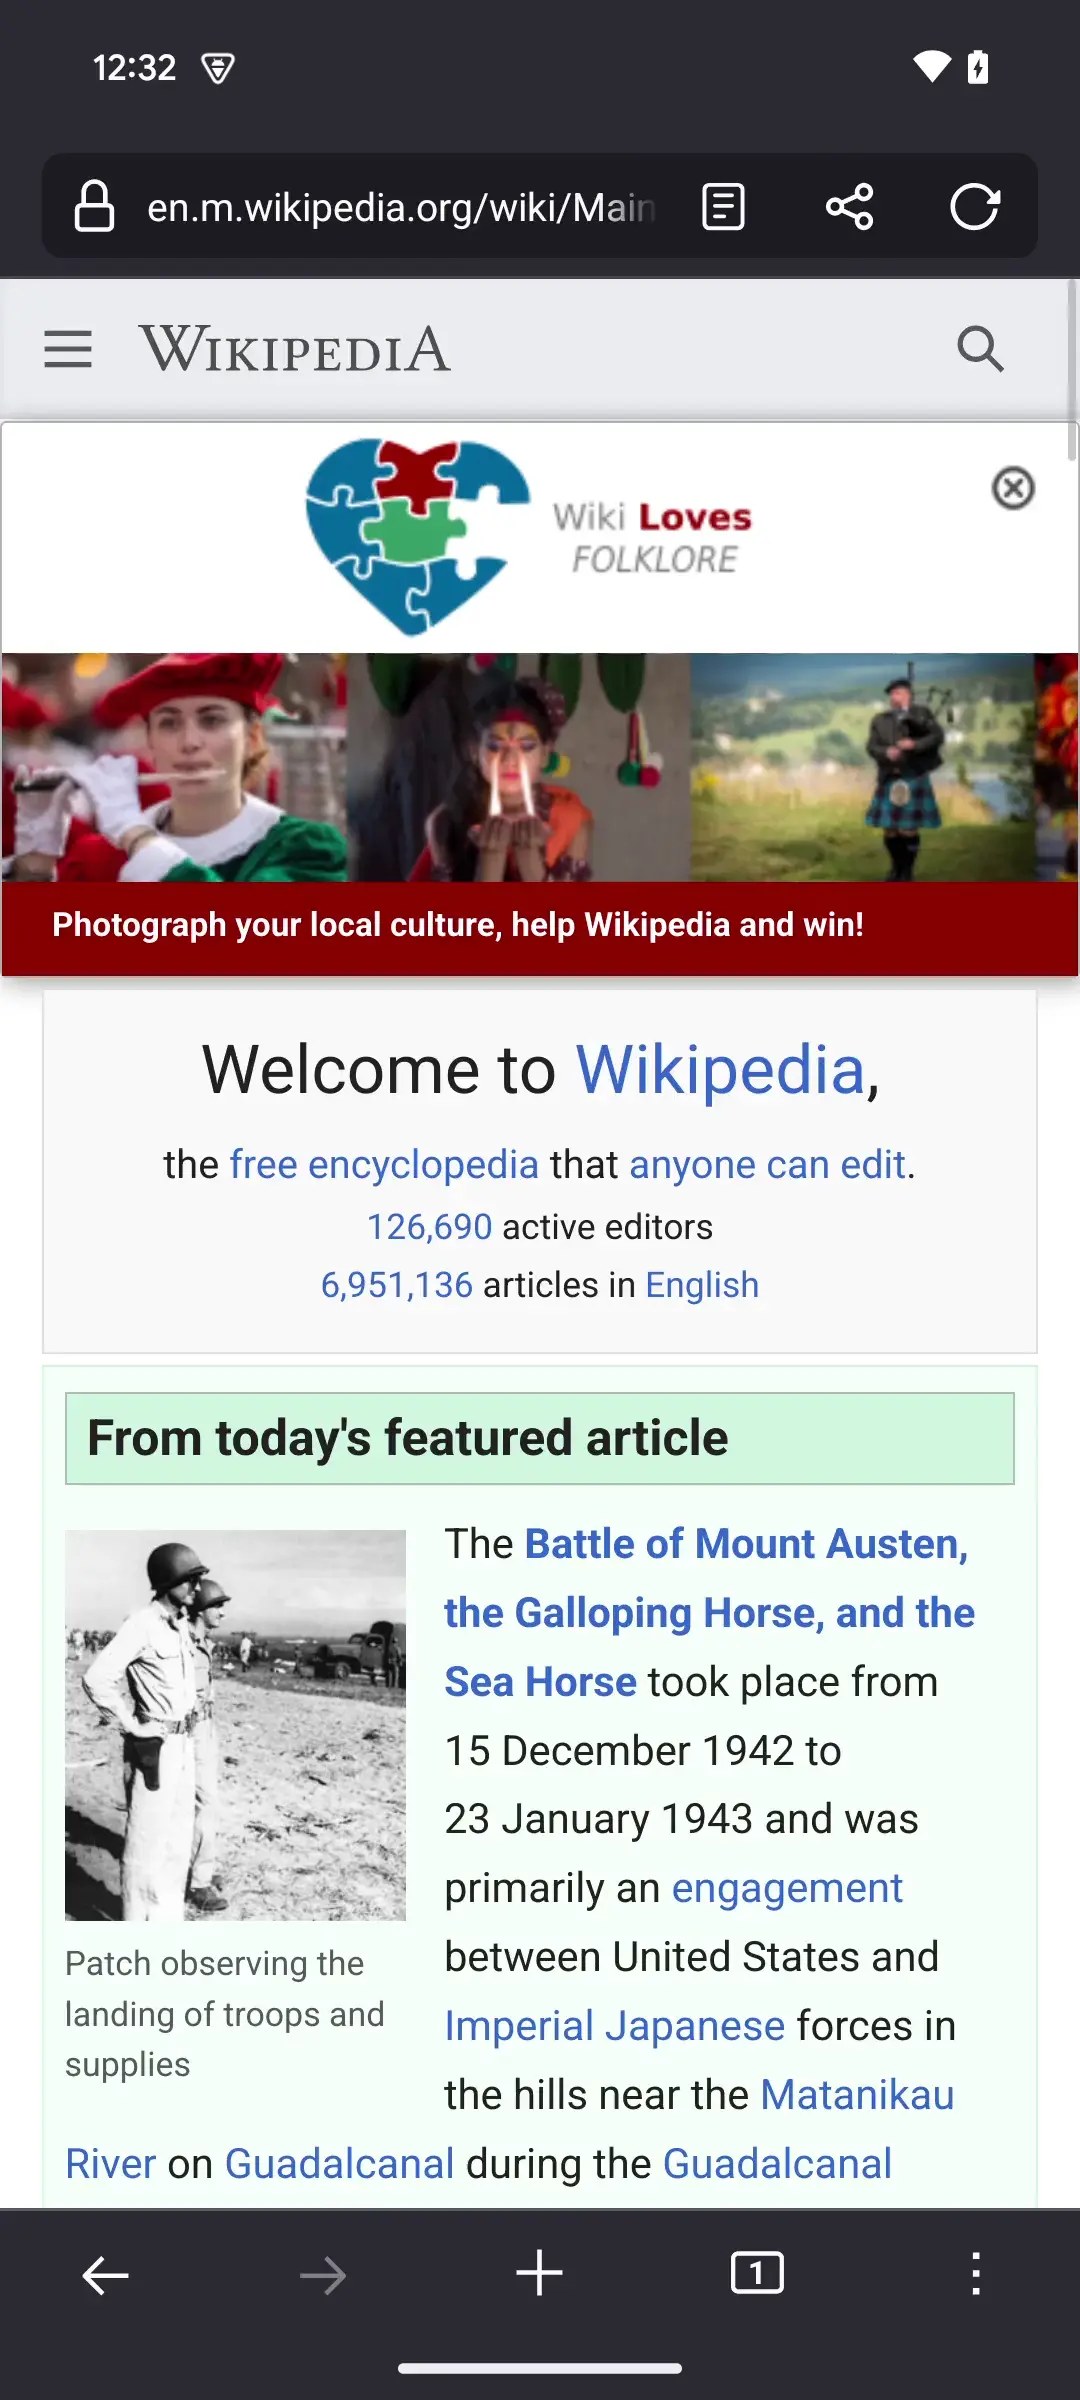 12:32
en.m.wikipedia.org/wiki/Main
WIKIPEDIA
Wiki Loves
FOLKLORE
Photograph your local culture, help Wikipedia and win!
Welcome to Wikipedia,
the free encyclopedia that anyone can edit.
126,690 active editors
6,951,136 articles in English
From today's featured article
The Battle of Mount Austen,
the Galloping Horse, and the
Sea Horse took place from
15 December 1942 to
23 January 1943 and was
primarily an engagement
between United States and
Imperial Japanese forces in
the hills near the Matanikau
River on Guadalcanal during the Guadalcanal
Patch observing the
landing of troops and
supplies
1